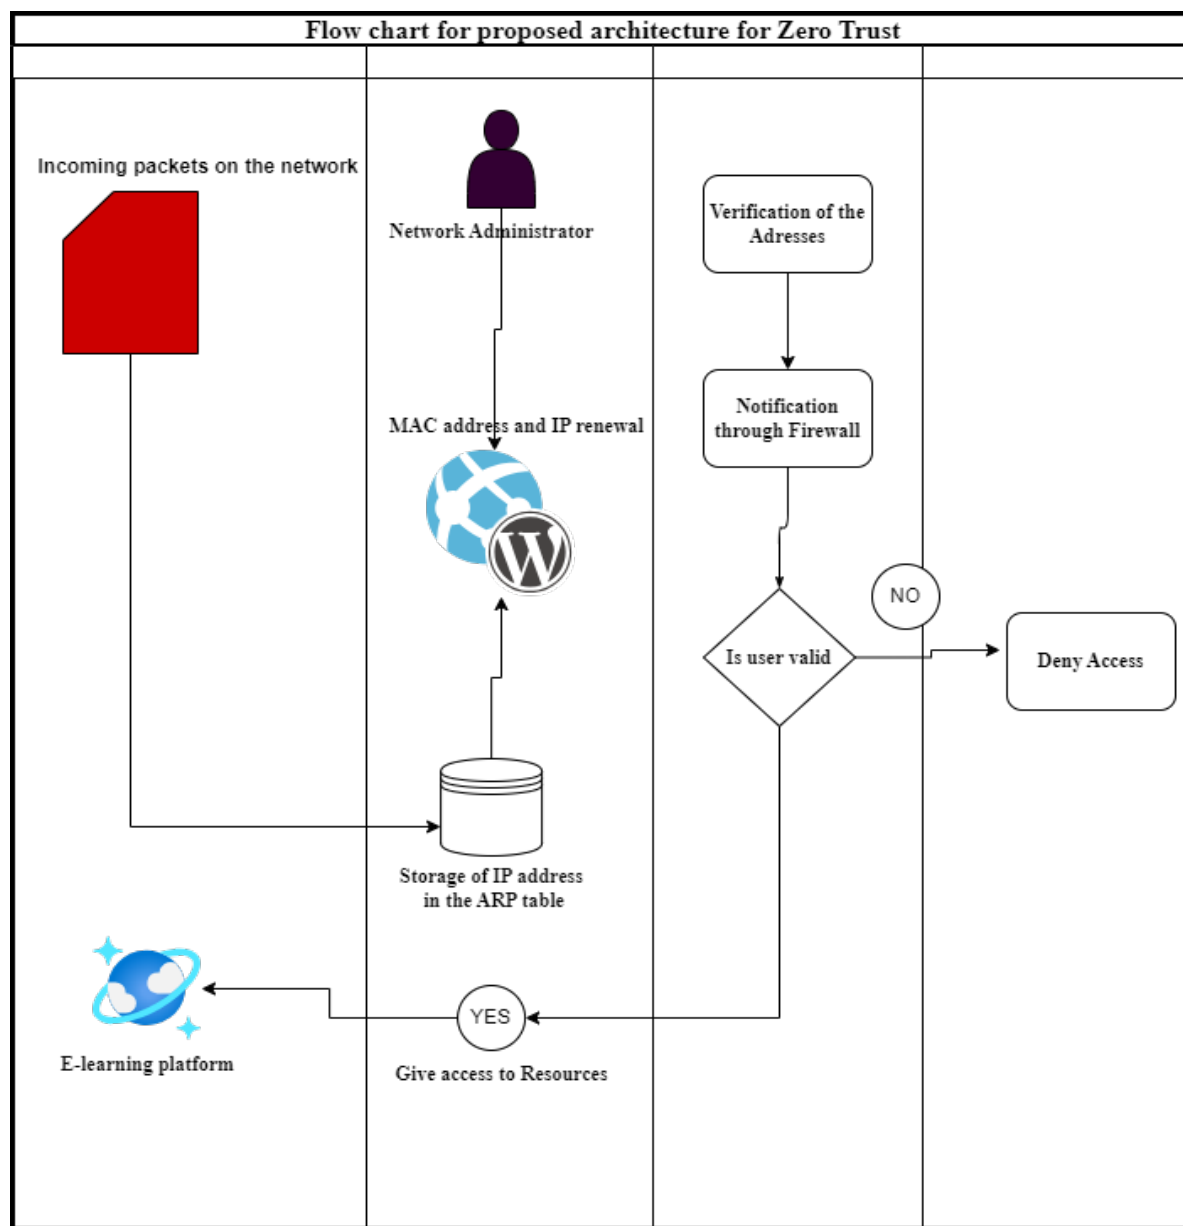 Flow chart for proposed architecture for Zero Trust
Incoming packets on the network
Network Administrator
Verification of the
Adresses
MAC address and IP renewal
W
Notification
through Firewall
NO
Is user valid
Deny Access
Storage of IP address
in the ARP table
YES
E-learning platform
Give access to Resources